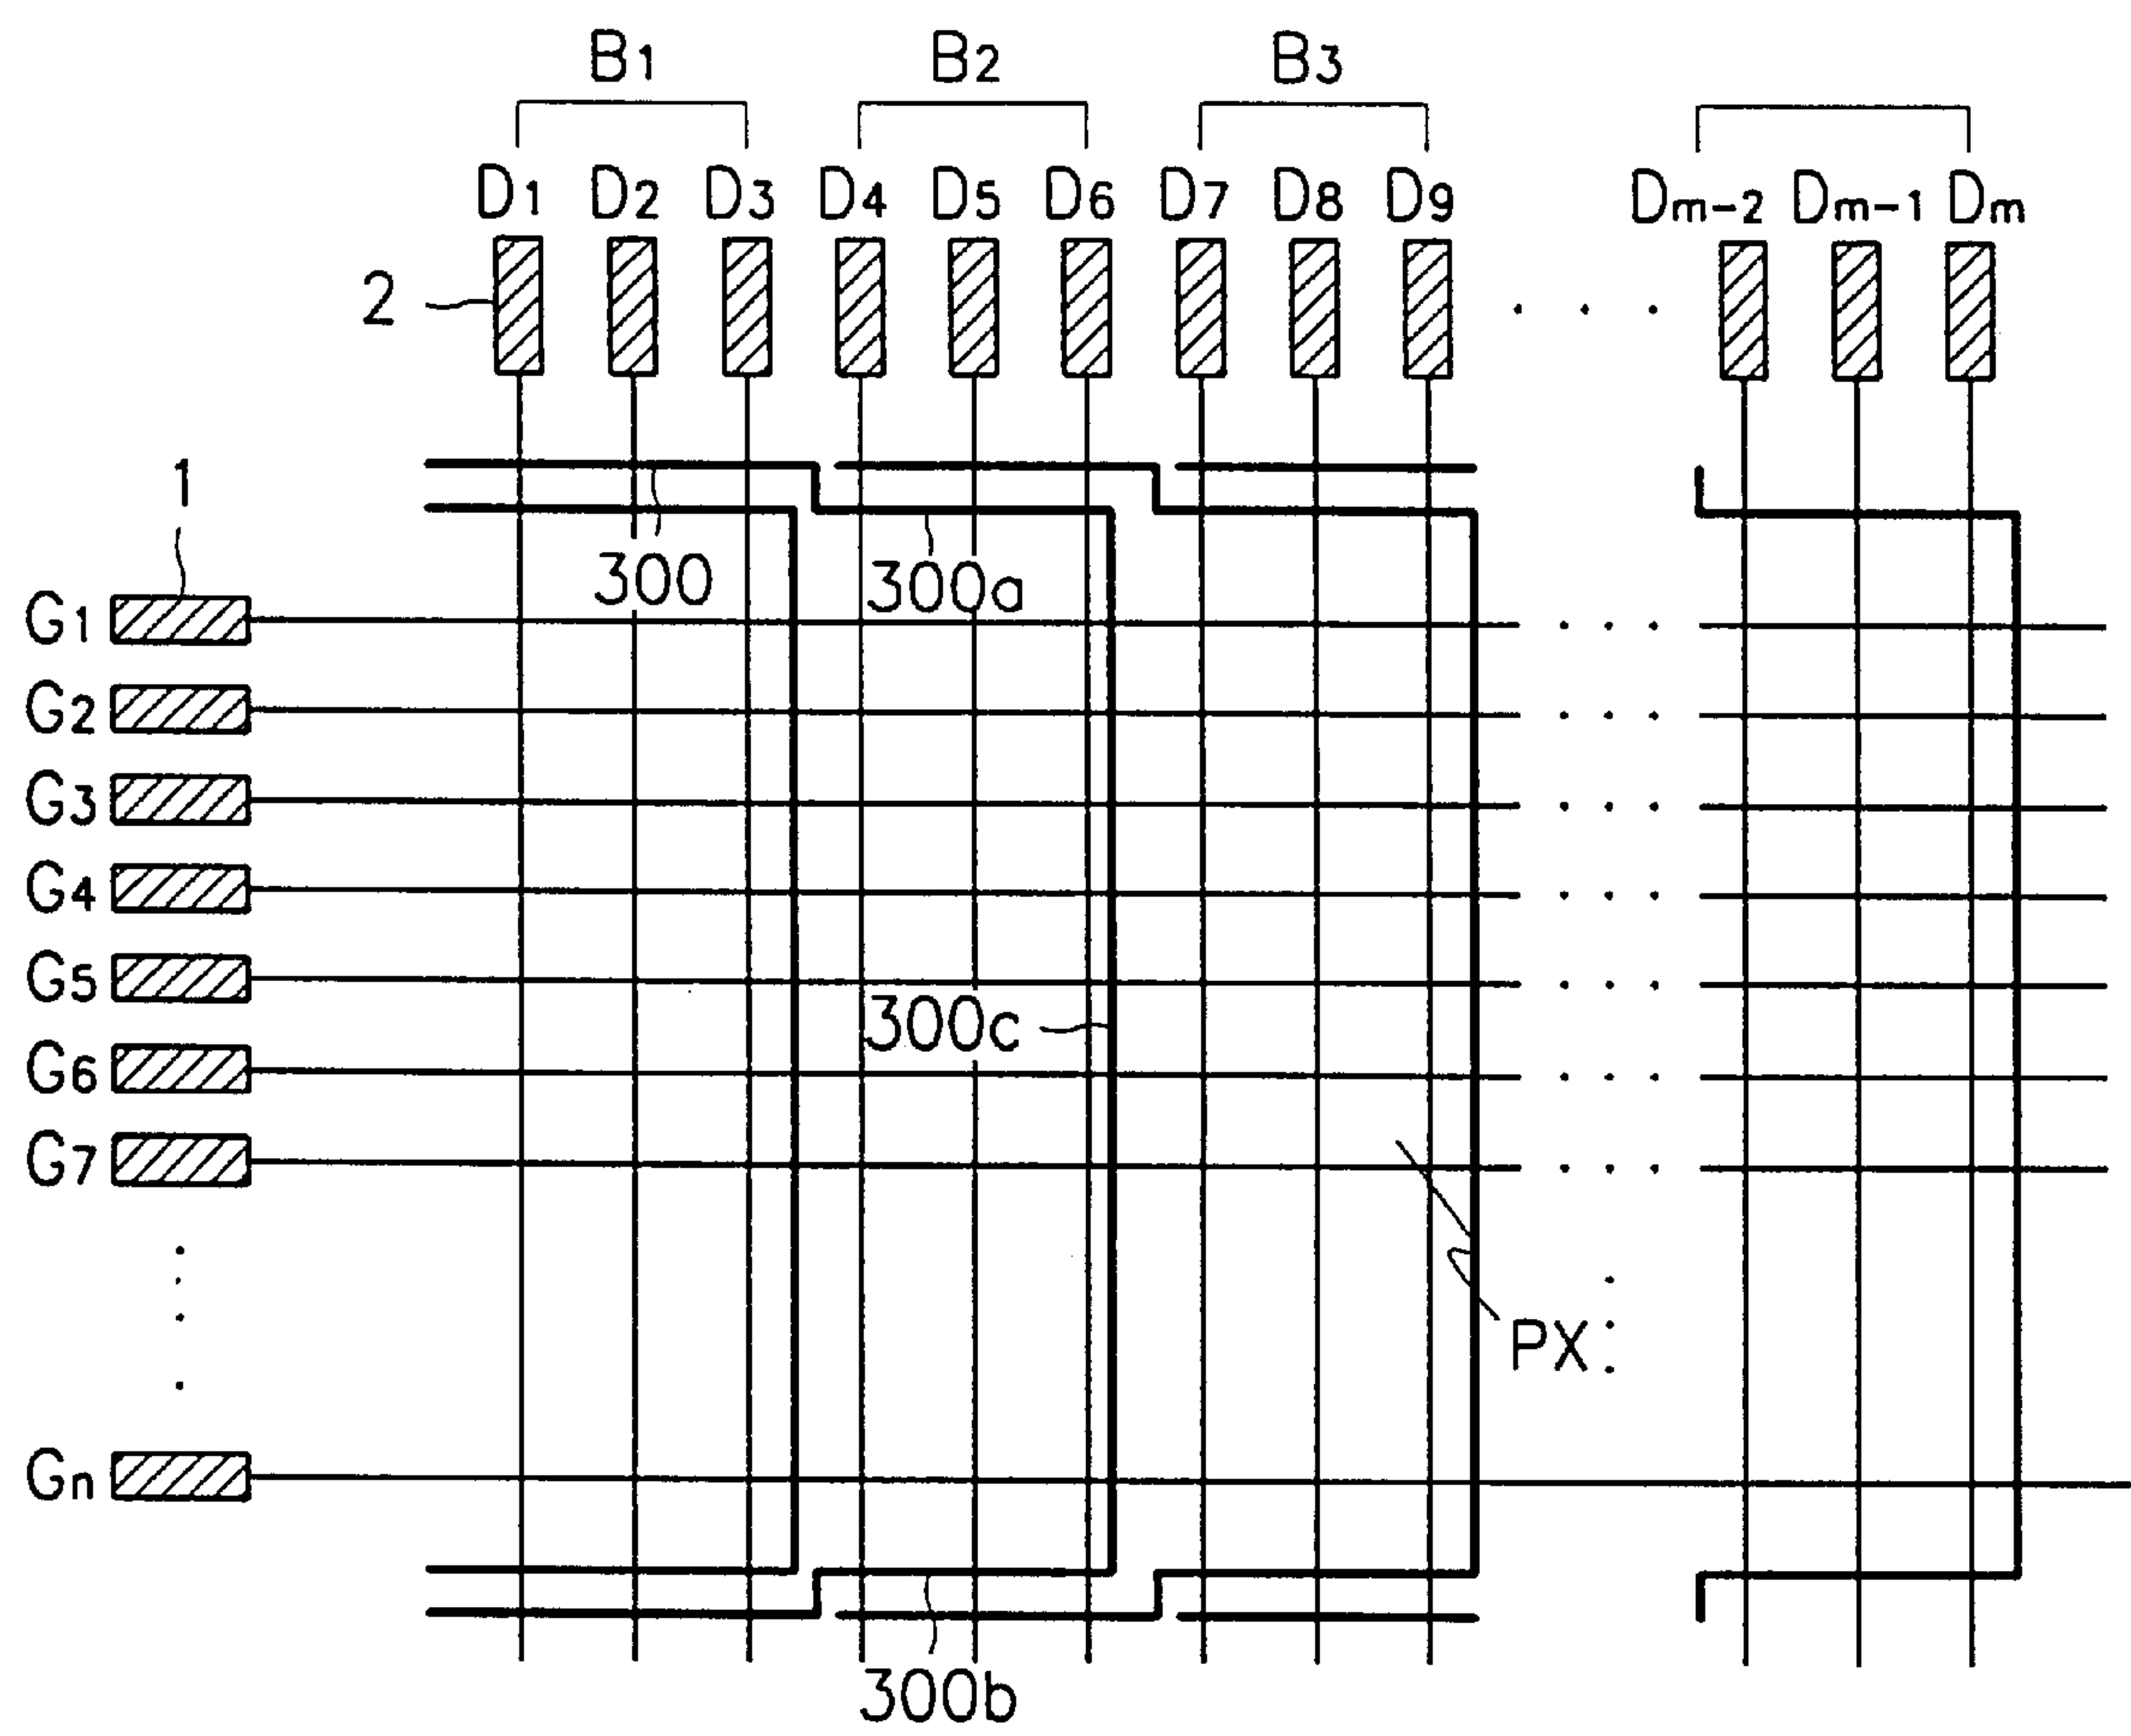 B1 B2 B3
D1 D2 D3 D4 D5 D6 D7 D8 D9 Dm-2 Dm-1 Dm
2
1
300 300a
G1
G2
G3
G4
G5
300c
G6
G7
PX
Gn
300b